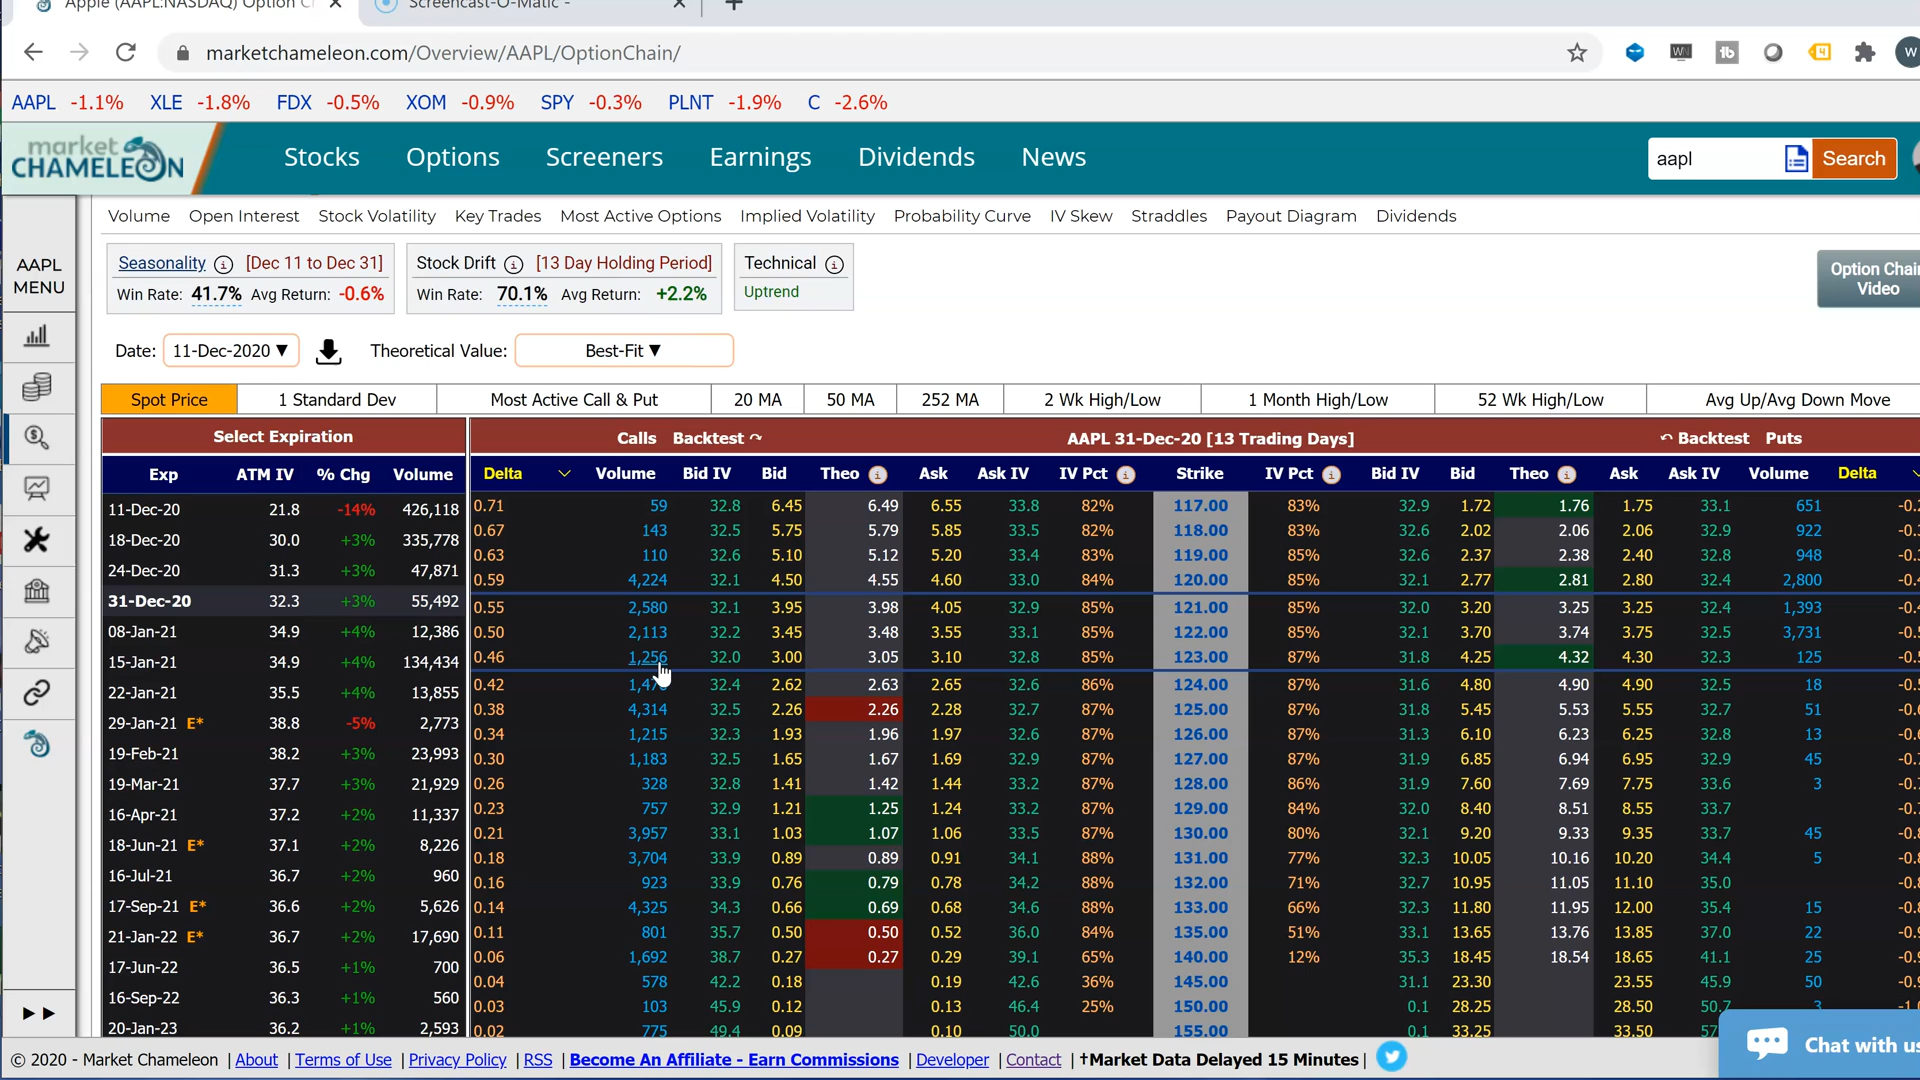 Apple (AAPL:NASDAQ) Option C
Screencast-O-Matic -
marketchameleon.com/Overview/AAPL/OptionChain/
AAPL -1.1% XLE -1.8% FDX -0.5% XOM -0.9% SPY -0.3% PLNT -1.9% C -2.6%
market CHAMELEON Stocks Options Screeners Earnings Dividends News aapl Search
Volume Open Interest Stock Volatility Key Trades Most Active Options Implied Volatility Probability Curve IV Skew Straddles Payout Diagram Dividends
AAPL MENU
Seasonality [Dec 11 to Dec 31] Stock Drift [13 Day Holding Period] Technical
Win Rate: 41.7% Avg Return: -0.6% Win Rate: 70.1% Avg Return: +2.2% Uptrend
Option Chai
Video
Date: 11-Dec-2020 ▼ Theoretical Value: Best-Fit ▼
Spot Price 1 Standard Dev Most Active Call & Put 20 MA 50 MA 252 MA 2 Wk High/Low 1 Month High/Low 52 Wk High/Low Avg Up/Avg Down Move
Select Expiration
Exp ATM IV % Chg Volume
11-Dec-20 21.8 -14% 426,118
18-Dec-20 30.0 +3% 335,778
24-Dec-20 31.3 +3% 47,871
31-Dec-20 32.3 +3% 55,492
08-Jan-21 34.9 +4% 12,386
15-Jan-21 34.9 +4% 134,434
22-Jan-21 35.5 +4% 13,855
29-Jan-21 E* 38.8 -5% 2,773
19-Feb-21 38.2 +3% 23,993
19-Mar-21 37.7 +3% 21,929
16-Apr-21 37.2 +2% 11,337
18-Jun-21 E* 37.1 +2% 8,226
16-Jul-21 36.7 +2% 960
17-Sep-21 E* 36.6 +2% 5,626
21-Jan-22 E* 36.7 +2% 17,690
17-Jun-22 36.5 +1% 700
16-Sep-22 36.3 +1% 560
20-Jan-23 36.2 +1% 2,593
Calls Backtest AAPL 31-Dec-20 [13 Trading Days] Backtest Puts
Delta Volume Bid IV Bid Theo Ask Ask IV IV Pct Strike IV Pct Bid IV Bid Theo Ask Ask IV Volume Delta
0.71 59 32.8 6.45 6.49 6.55 33.8 82% 117.00 83% 32.9 1.72 1.76 1.75 33.1 651
0.67 143 32.5 5.75 5.79 5.85 33.5 82% 118.00 83% 32.6 2.02 2.06 2.06 32.9 922
0.63 110 32.6 5.10 5.12 5.20 33.4 83% 119.00 85% 32.6 2.37 2.38 2.40 32.8 948
0.59 4,224 32.1 4.50 4.55 4.60 33.0 84% 120.00 85% 32.1 2.77 2.81 2.80 32.4 2,800
0.55 2,580 32.1 3.95 3.98 4.05 32.9 85% 121.00 85% 32.0 3.20 3.25 3.25 32.4 1,393
0.50 2,113 32.2 3.45 3.48 3.55 33.1 85% 122.00 85% 32.1 3.70 3.74 3.75 32.5 3,731
0.46 1,256 32.0 3.00 3.05 3.10 32.8 85% 123.00 87% 31.8 4.25 4.32 4.30 32.3 125
0.42 32.4 2.62 2.63 2.65 32.6 86% 124.00 87% 31.6 4.80 4.90 4.90 32.5 18
0.38 4,314 32.5 2.26 2.26 2.28 32.7 87% 125.00 87% 31.8 5.45 5.53 5.55 32.7 51
0.34 1,215 32.3 1.93 1.96 1.97 32.6 87% 126.00 87% 31.3 6.10 6.23 6.25 32.8 13
0.30 1,183 32.5 1.65 1.67 1.69 32.9 87% 127.00 87% 31.9 6.85 6.94 6.95 32.9 45
0.26 328 32.8 1.41 1.42 1.44 33.2 87% 128.00 86% 31.9 7.60 7.69 7.75 33.6 3
0.23 757 32.9 1.21 1.25 1.24 33.2 87% 129.00 84% 32.0 8.40 8.51 8.55 33.7
0.21 3,957 33.1 1.03 1.07 1.06 33.5 87% 130.00 80% 32.1 9.20 9.33 9.35 33.7 45
0.18 3,704 33.9 0.89 0.89 0.91 34.1 88% 131.00 77% 32.3 10.05 10.16 10.20 34.4 5
0.16 923 33.9 0.76 0.79 0.78 34.2 88% 132.00 71% 32.7 10.95 11.05 11.10 35.0
0.14 4,325 34.3 0.66 0.69 0.68 34.6 88% 133.00 66% 32.3 11.80 11.95 12.00 35.4 15
0.11 801 35.7 0.50 0.50 0.52 36.0 84% 135.00 51% 33.1 13.65 13.76 13.85 37.0 22
0.06 1,692 38.7 0.27 0.27 0.29 39.1 65% 140.00 12% 35.3 18.45 18.54 18.65 41.1 25
0.04 578 42.2 0.18 0.19 42.6 36% 145.00 31.1 23.30 23.55 45.9 50
0.03 103 45.9 0.12 0.13 46.4 25% 150.00 0.1 28.25 28.50 50.7 3
0.02 775 49.4 0.09 0.10 50.0 155.00 0.1 33.25 33.50
© 2020 - Market Chameleon | About | Terms of Use | Privacy Policy | RSS | Become An Affiliate - Earn Commissions | Developer | Contact | †Market Data Delayed 15 Minutes |
Chat with us